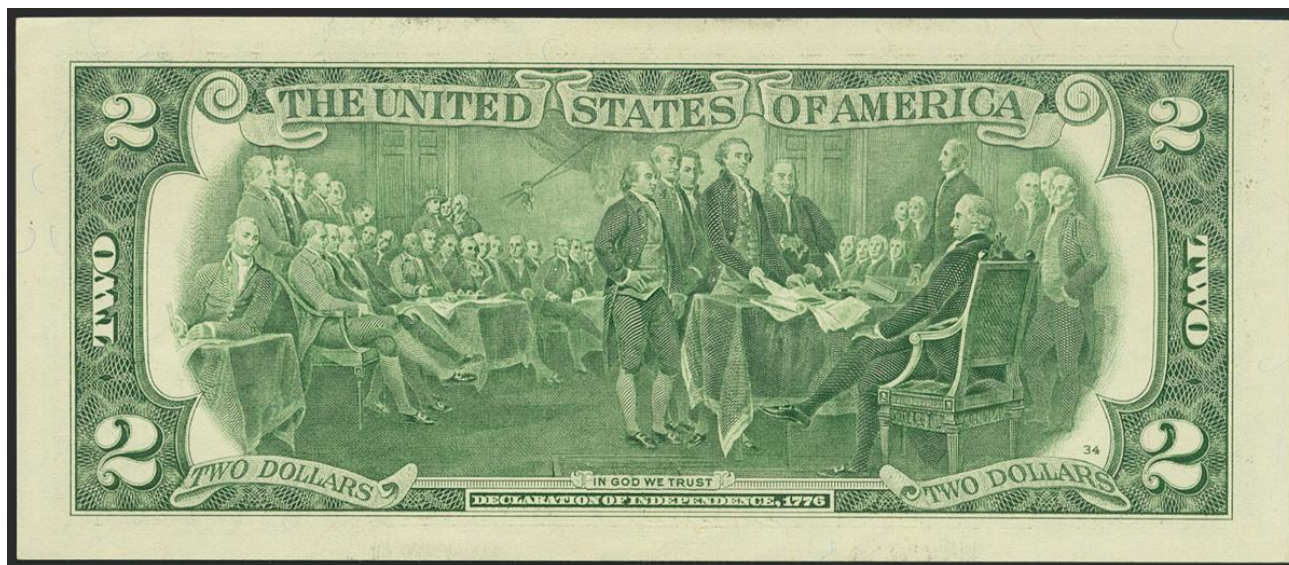 2
THE UNITED STATES OF AMERICA
2
TWO
TWO
34
2
TWO DOLLARS
IN GOD WE TRUST
DECLARATION OF INDEPENDENCE, 1776
TWO DOLLARS
2